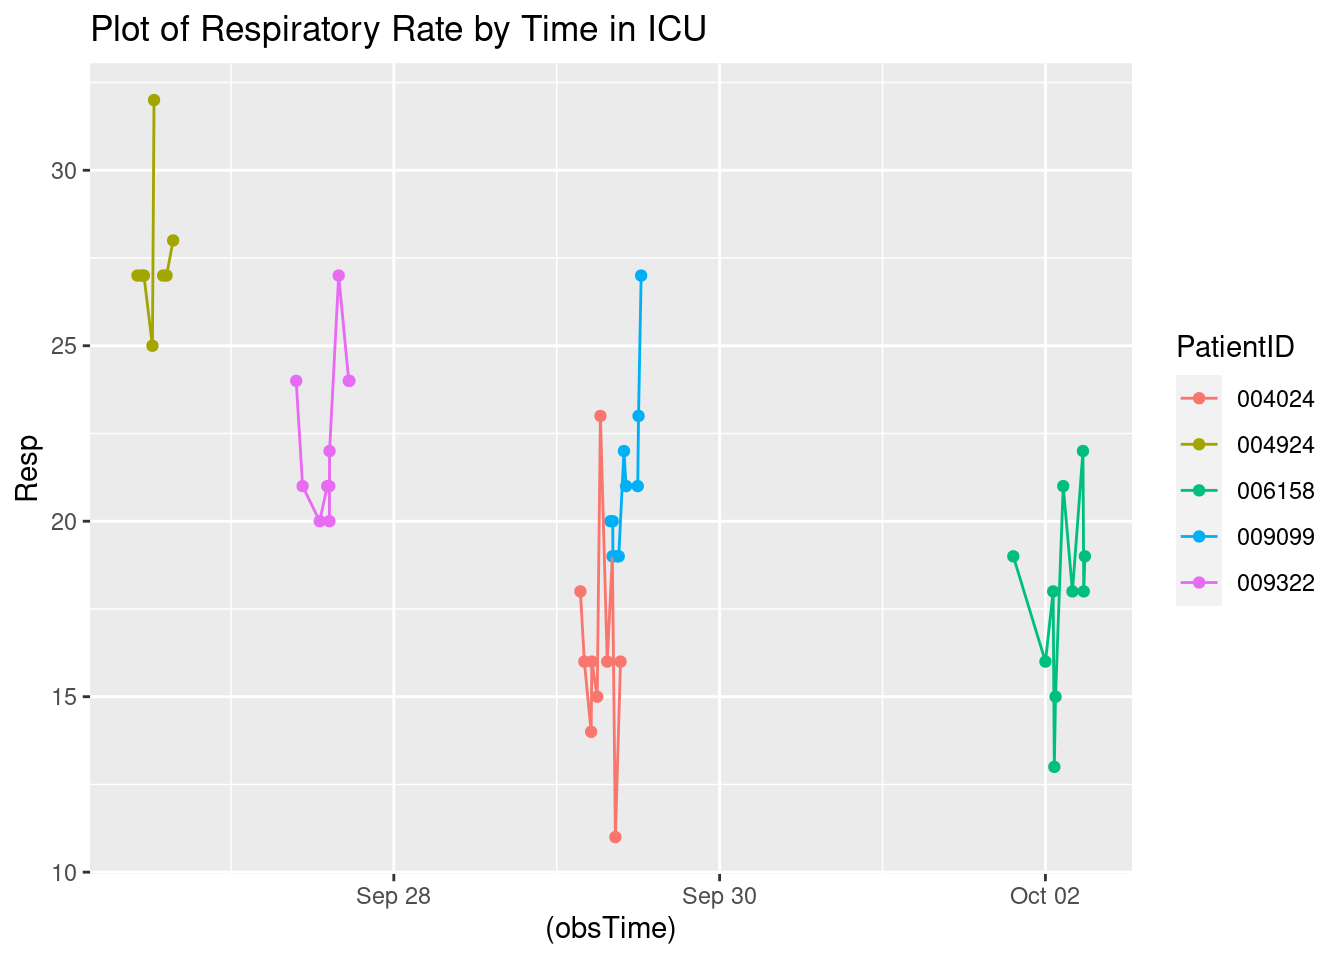 Plot of Respiratory Rate by Time in ICU
Resp
30
25
20
15
10
Sep 28
Sep 30
Oct 02
(obsTime)
PatientID
004024
004924
006158
009099
009322